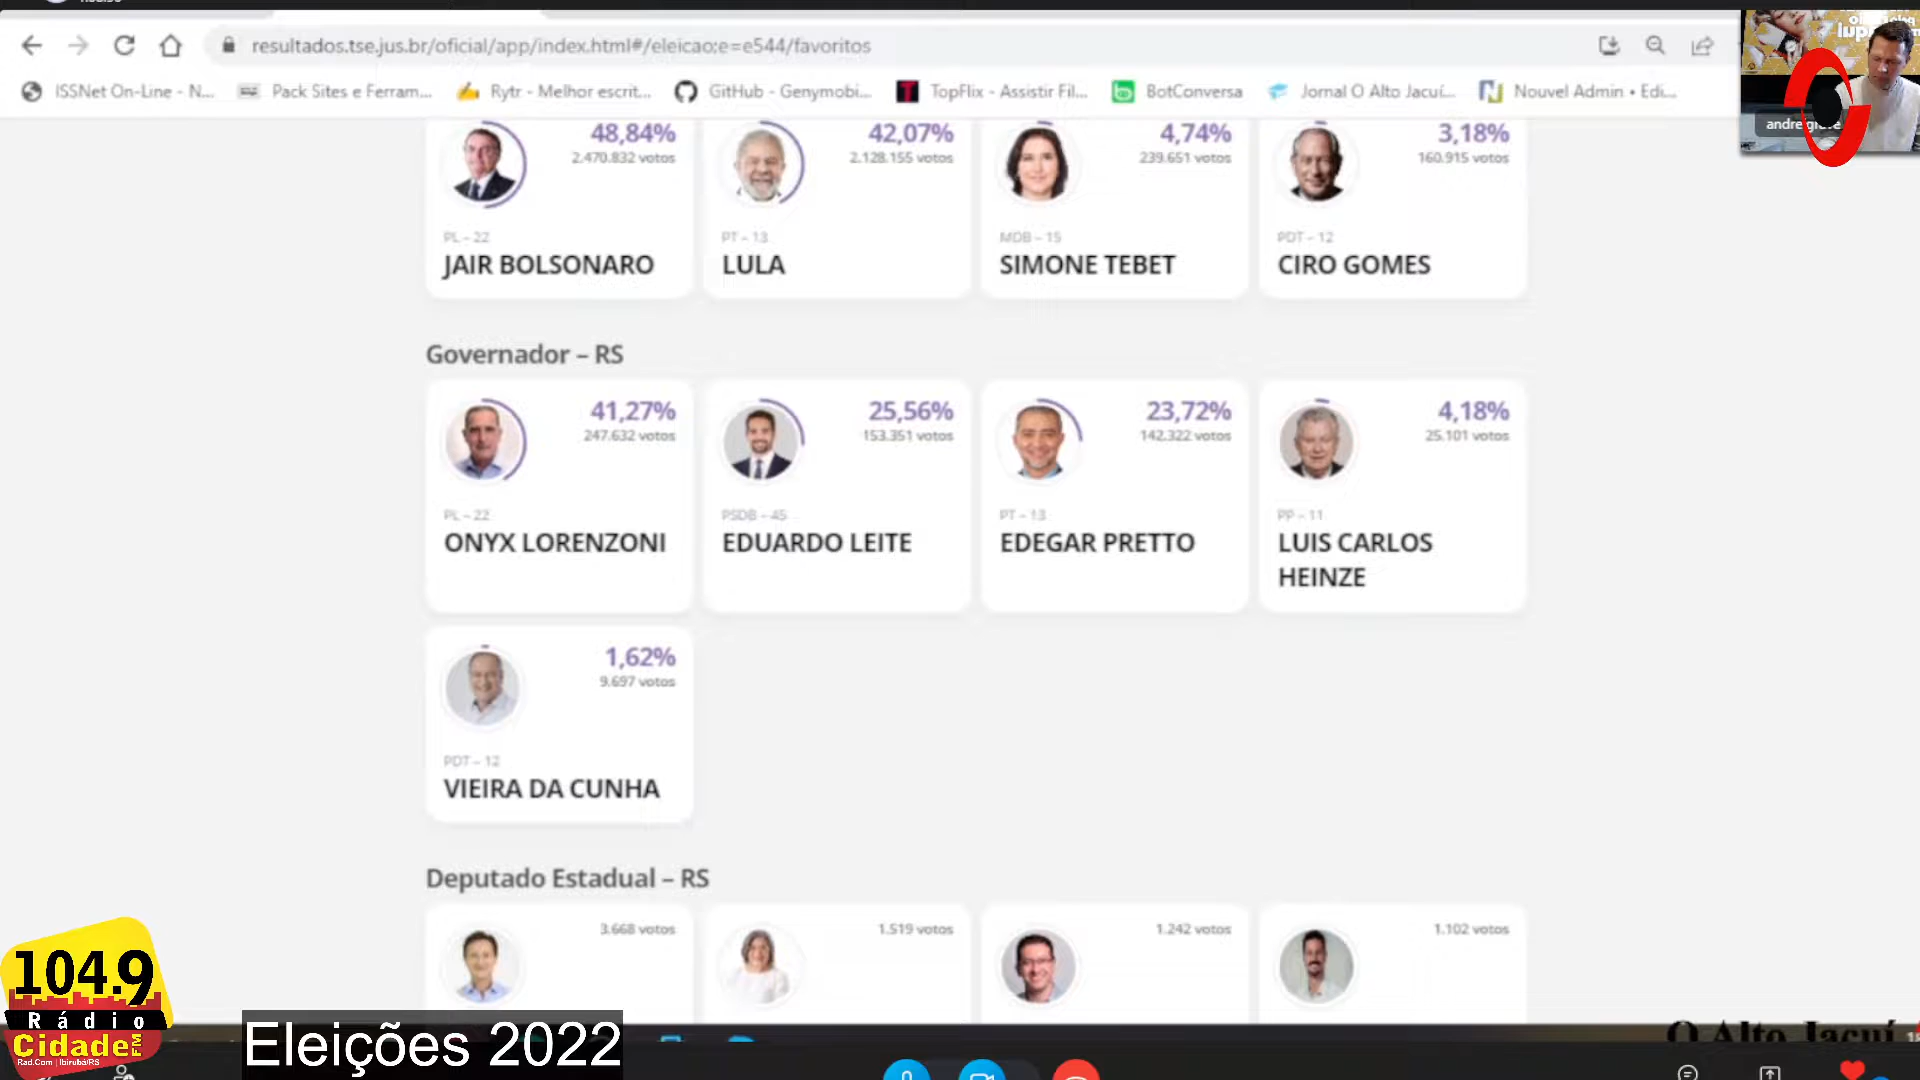 resultados.tse.jus.br/oficial/app/index.html#/eleicao:e=e544/favoritos
ISSNet On-Line - N... Pack Sites e Ferram... Rytr - Melhor escrit... GitHub - Genymobi... TopFlix - Assistir Fil... BotConversa Jornal O Alto Jacuí... Nouvel Admin • Edi...
48,84% 42,07% 4,74% 3,18%
2.470.832 votos 2.128.155 votos 239.651 votos 160.915 votos
PL – 22 PT – 13 MDB – 15 PDT – 12
JAIR BOLSONARO LULA SIMONE TEBET CIRO GOMES
Governador – RS
41,27% 25,56% 23,72% 4,18%
247.632 votos 153.351 votos 142.322 votos 25.101 votos
PL – 22 PSDB – 45 PT – 13 PP – 11
ONYX LORENZONI EDUARDO LEITE EDEGAR PRETTO LUIS CARLOS
HEINZE
1,62%
9.697 votos
PDT – 12
VIEIRA DA CUNHA
Deputado Estadual – RS
3.668 votos 1.519 votos 1.242 votos 1.102 votos
104.9
Rádio
Cidade FM
Rad.Com | Ibirubá/RS
Eleições 2022
O Alto Jacuí